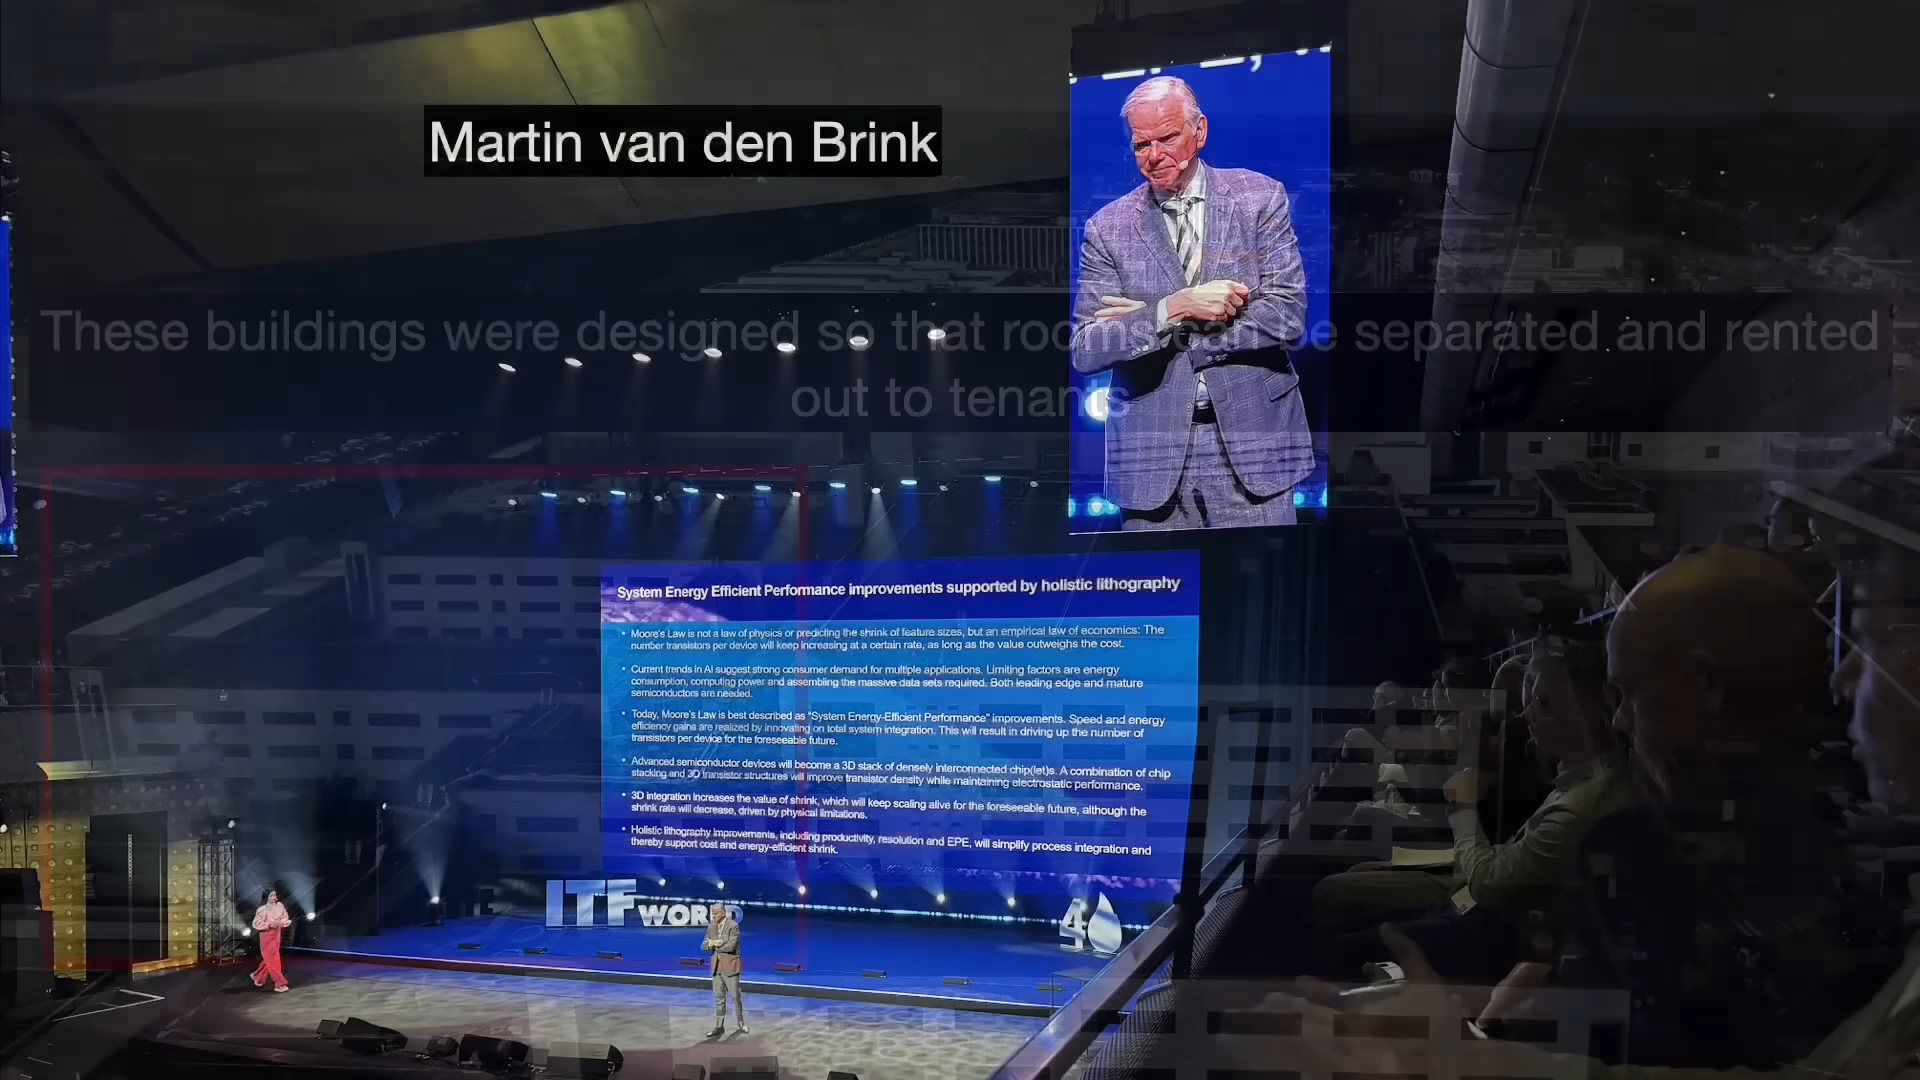 Martin van den Brink
These buildings were designed so that rooms can be separated and rented
out to tenants
System Energy Efficient Performance improvements supported by holistic lithography
• Moore's Law is not a law of physics or predicting the shrink of feature sizes, but an empirical law of economics: The
number transistors per device will keep increasing at a certain rate, as long as the value outweighs the cost.
• Current trends in AI suggest strong consumer demand for multiple applications. Limiting factors are energy
consumption, computing power and assembling the massive data sets required. Both leading edge and mature
semiconductors are needed.
• Today, Moore's Law is best described as "System Energy-Efficient Performance" improvements. Speed and energy
efficiency gains are realized by innovating on total system integration. This will result in driving up the number of
transistors per device for the foreseeable future.
• Advanced semiconductor devices will become a 3D stack of densely interconnected chip(let)s. A combination of chip
stacking and 3D transistor structures will improve transistor density while maintaining electrostatic performance.
• 3D integration increases the value of shrink, which will keep scaling alive for the foreseeable future, although the
shrink rate will decrease, driven by physical limitations.
• Holistic lithography improvements, including productivity, resolution and EPE, will simplify process integration and
thereby support cost and energy-efficient shrink.
ITF WORLD
40